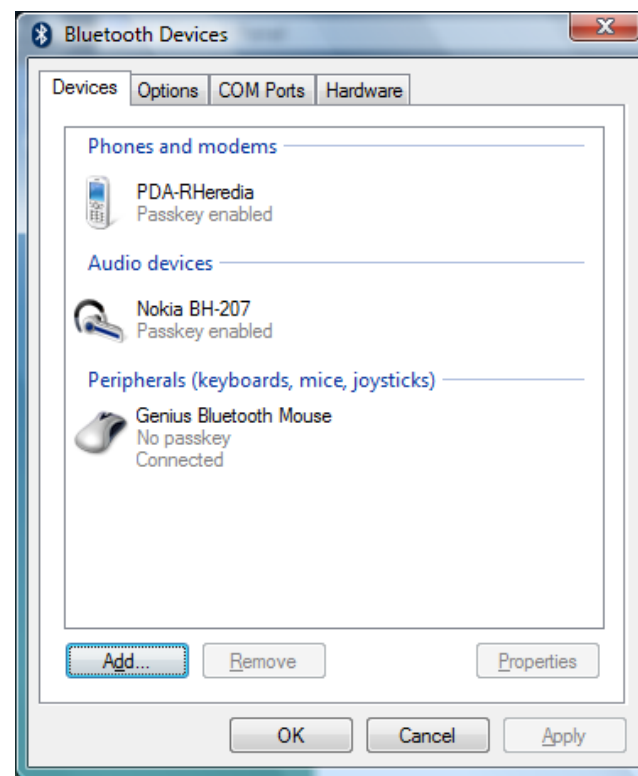 Bluetooth Devices
Devices Options COM Ports Hardware
Phones and modems
PDA-RHeredia
Passkey enabled
Audio devices
Nokia BH-207
Passkey enabled
Peripherals (keyboards, mice, joysticks)
Genius Bluetooth Mouse
No passkey
Connected
Add... Remove Properties
OK Cancel Apply